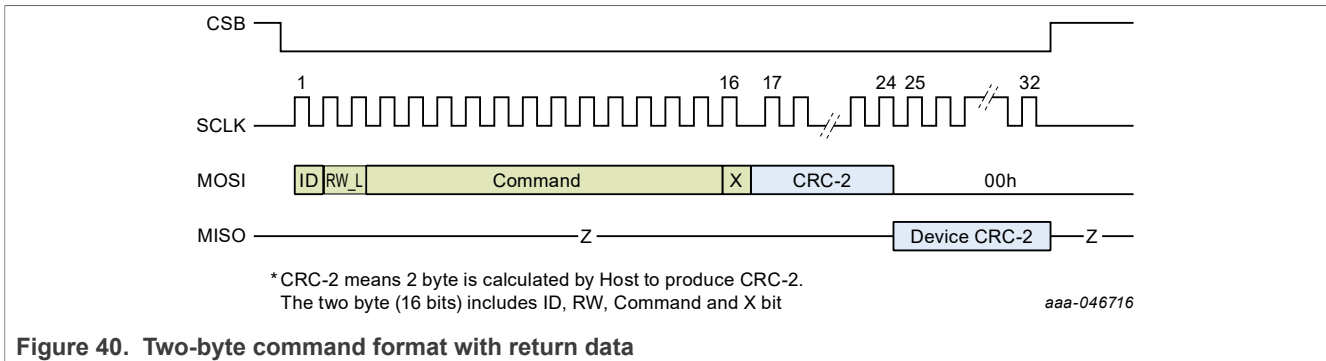 CSB
1 16 17 24 25 32
SCLK
MOSI ID RW_L Command X CRC-2 00h
MISO Z Device CRC-2 Z
* CRC-2 means 2 byte is calculated by Host to produce CRC-2.
The two byte (16 bits) includes ID, RW, Command and X bit
aaa-046716
Figure 40. Two-byte command format with return data